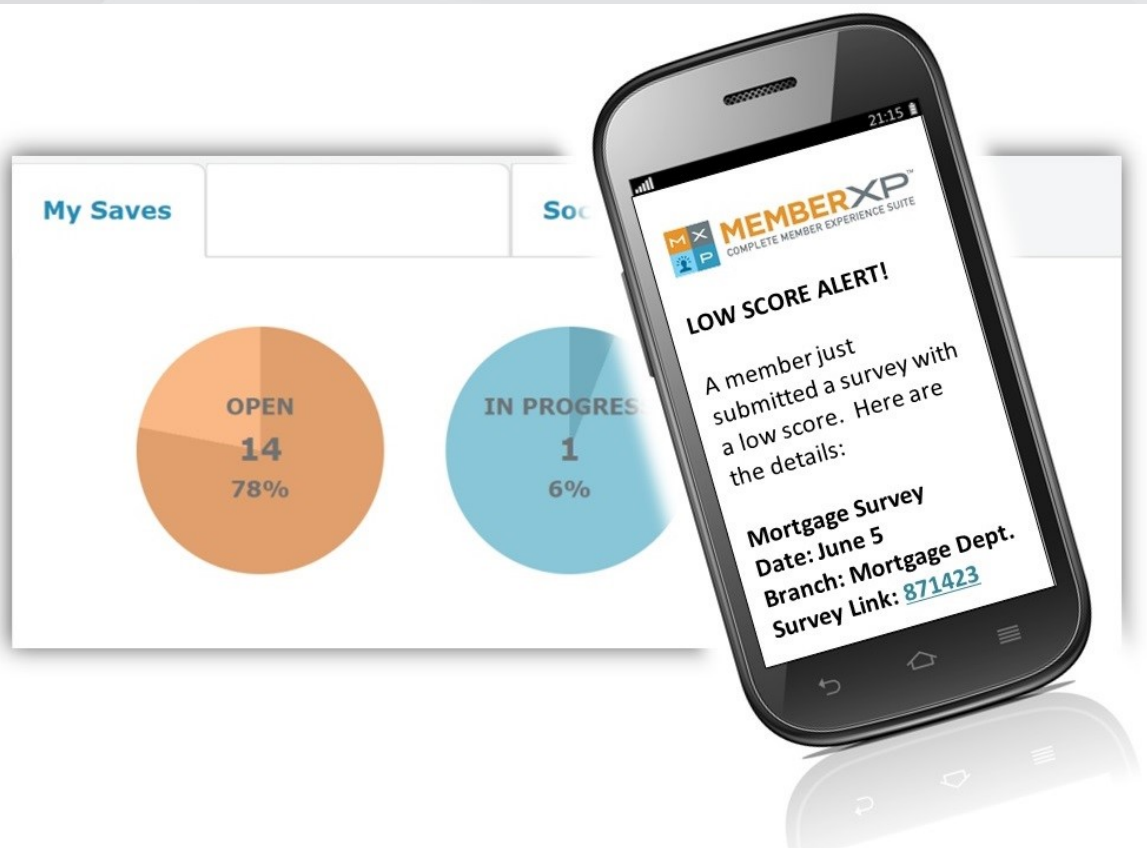 My Saves
Soc
OPEN
14
78%
IN PROGRES
1
6%
21:15
M X P
MEMBERXP™
COMPLETE MEMBER EXPERIENCE SUITE
LOW SCORE ALERT!
A member just
submitted a survey with
a low score. Here are
the details:
Mortgage Survey
Date: June 5
Branch: Mortgage Dept.
Survey Link: 871423